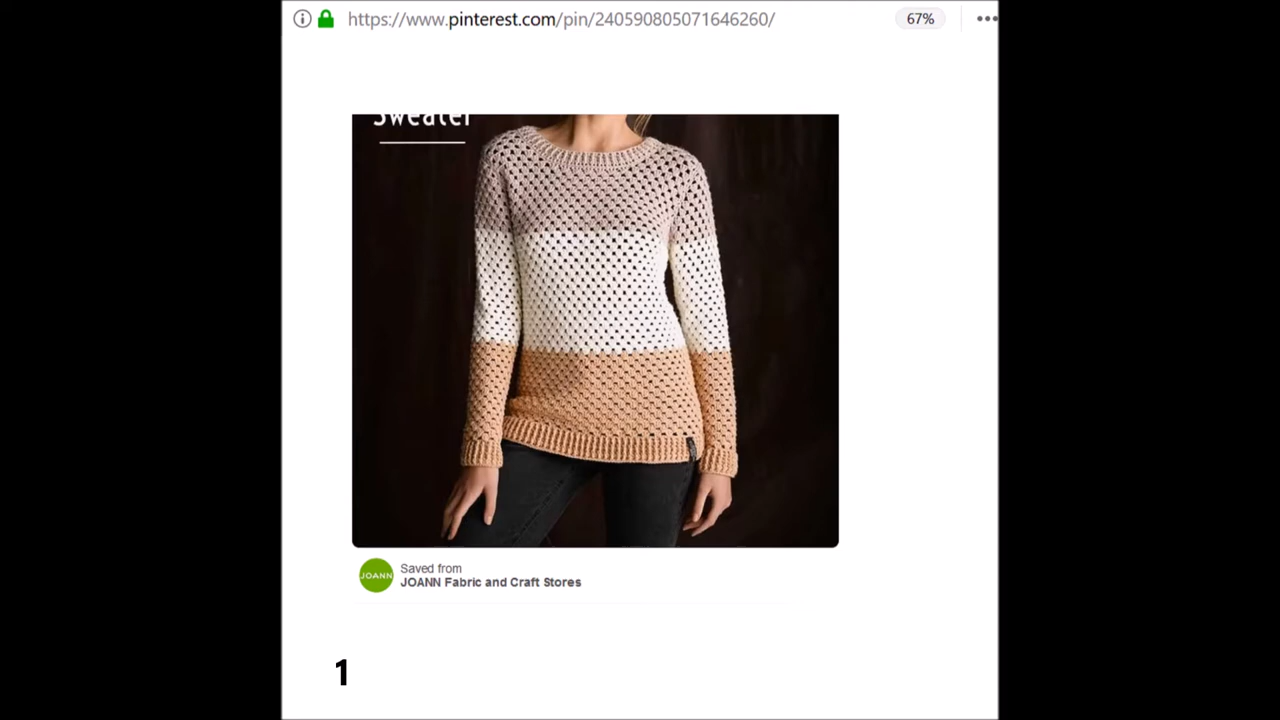 https://www.pinterest.com/pin/240590805071646260/ 67%
Sweater
JOANN
Saved from
JOANN Fabric and Craft Stores
1